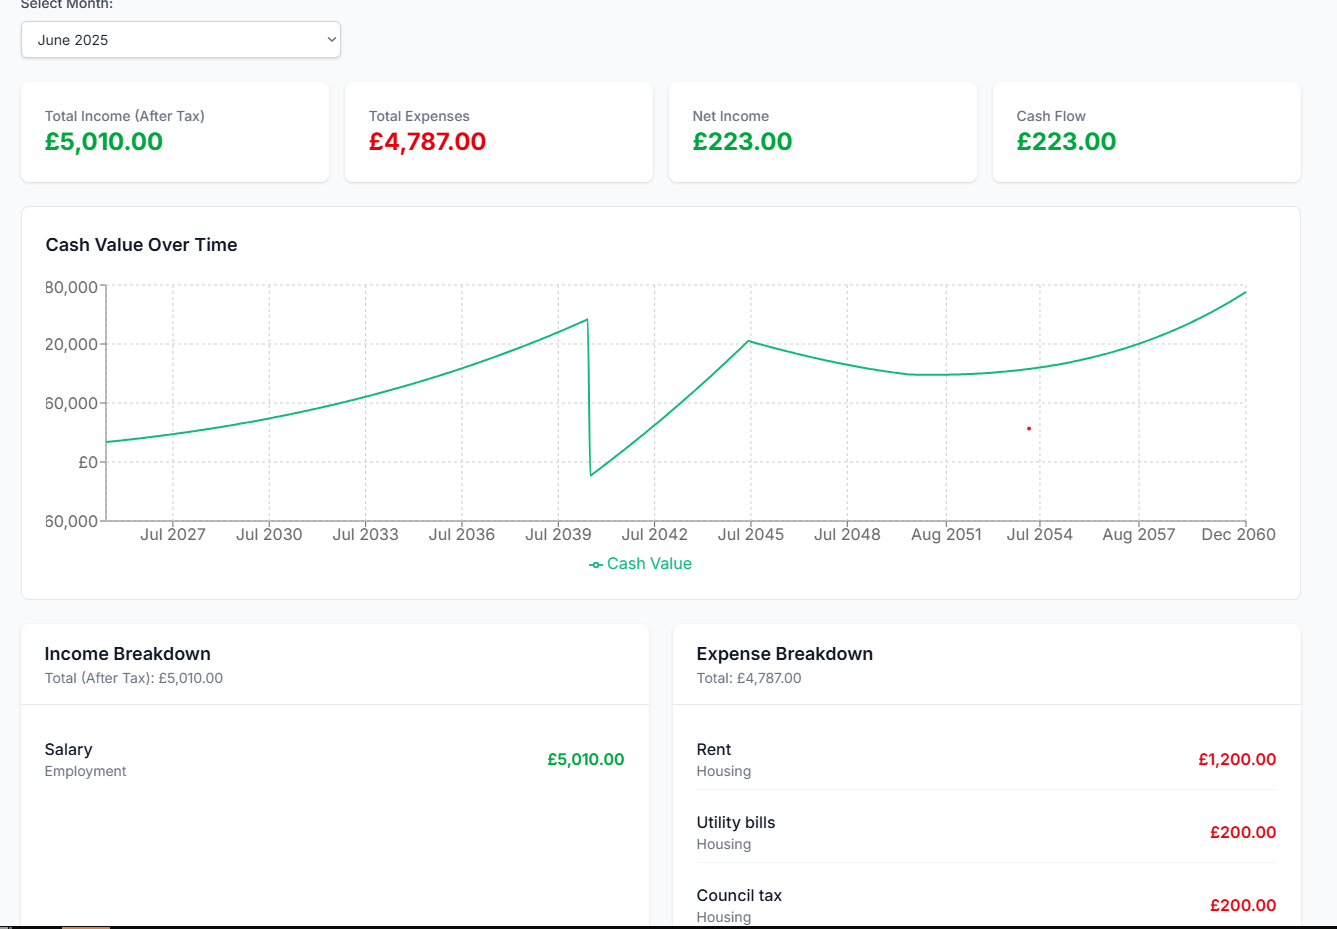 Select Month:
June 2025
Total Income (After Tax)
£5,010.00
Total Expenses
£4,787.00
Net Income
£223.00
Cash Flow
£223.00
Cash Value Over Time
80,000
20,000
60,000
£0
60,000
Jul 2027 Jul 2030 Jul 2033 Jul 2036 Jul 2039 Jul 2042 Jul 2045 Jul 2048 Aug 2051 Jul 2054 Aug 2057 Dec 2060
Cash Value
Income Breakdown
Total (After Tax): £5,010.00
Salary
Employment
£5,010.00
Expense Breakdown
Total: £4,787.00
Rent
Housing
£1,200.00
Utility bills
Housing
£200.00
Council tax
Housing
£200.00